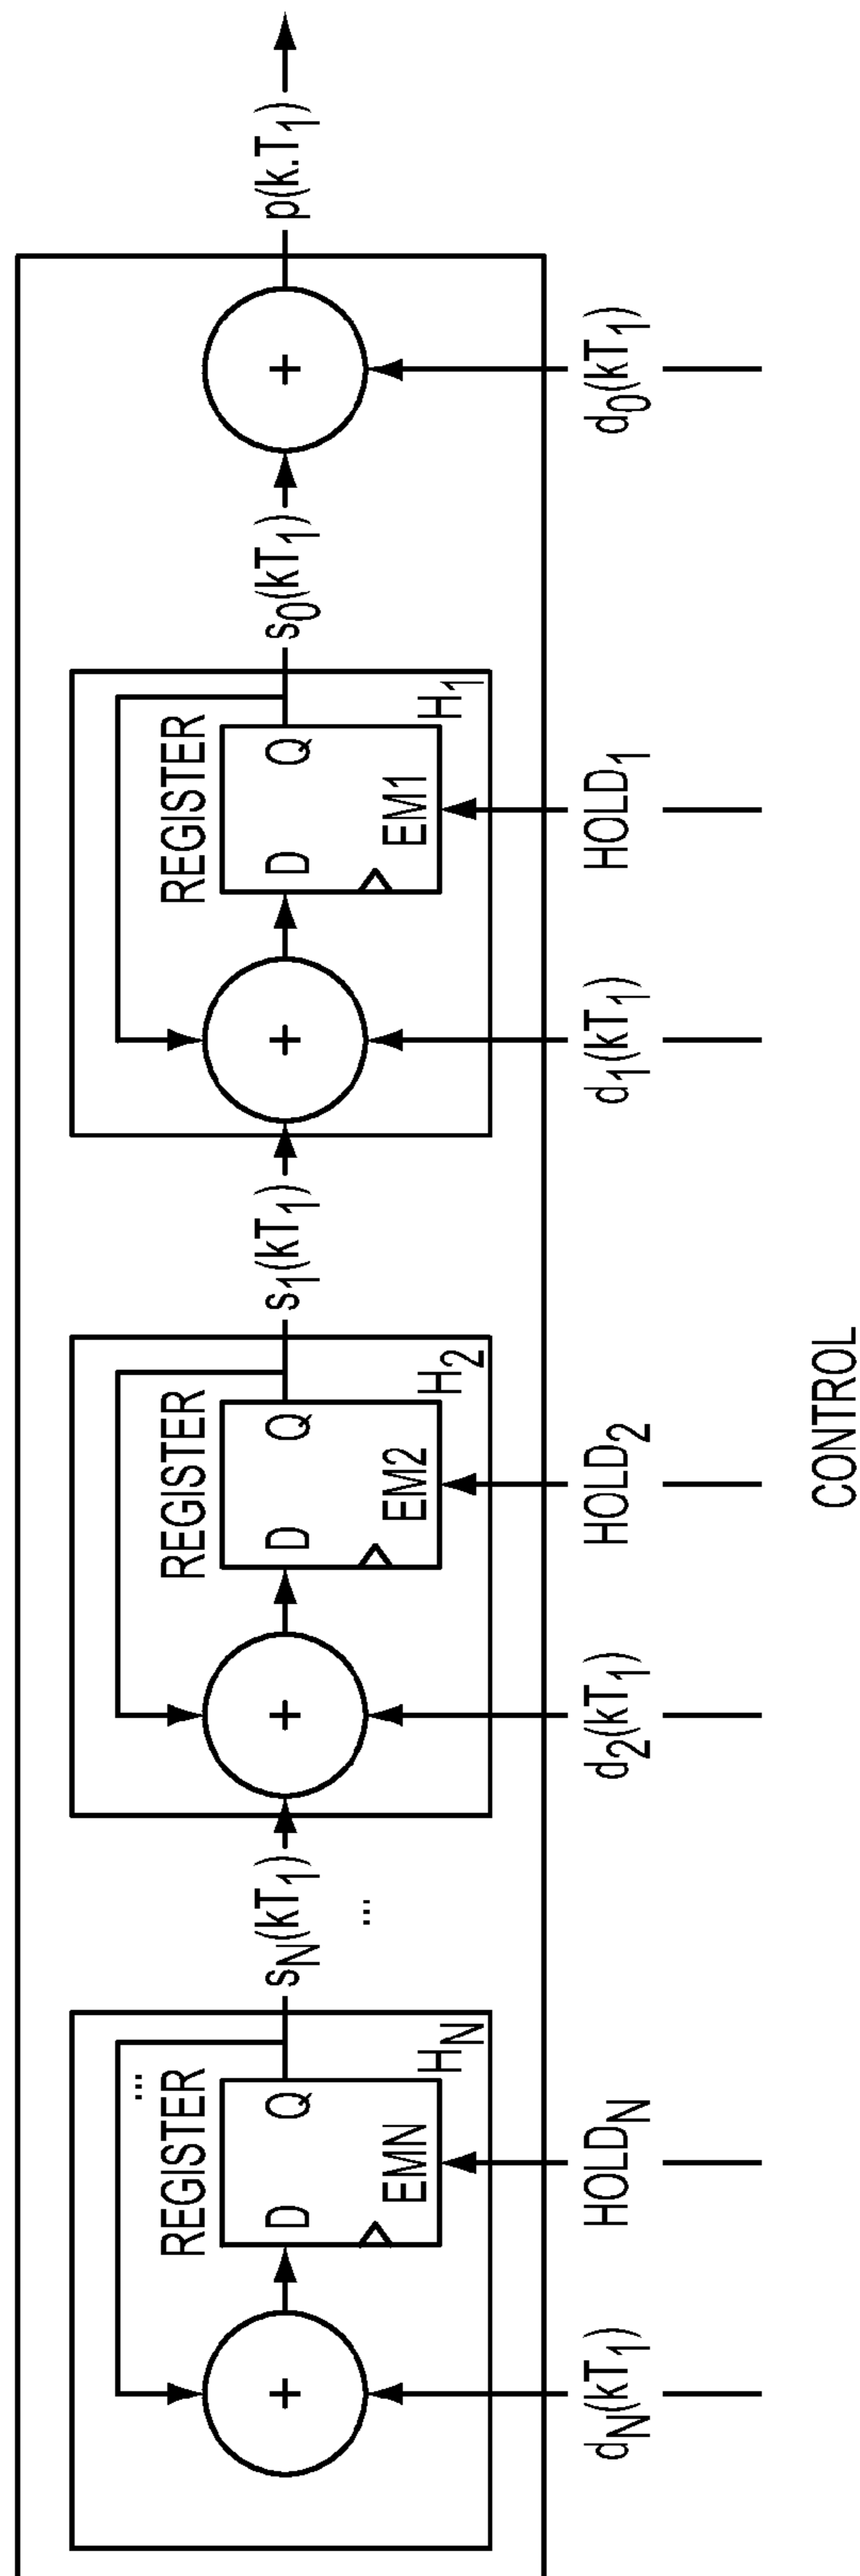 ...
REGISTER
REGISTER
REGISTER
D
Q
D
Q
D
Q
+
+
+
+
sN(kT1)
s1(kT1)
s0(kT1)
p(k.T1)
...
EMN
EM2
EM1
HN
H2
H1
dN(kT1)
HOLDN
d2(kT1)
HOLD2
d1(kT1)
HOLD1
d0(kT1)
CONTROL